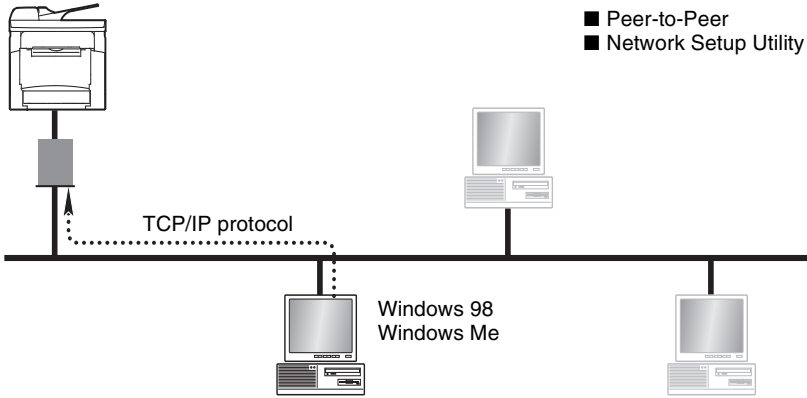 ■ Peer-to-Peer
■ Network Setup Utility
TCP/IP protocol
Windows 98
Windows Me